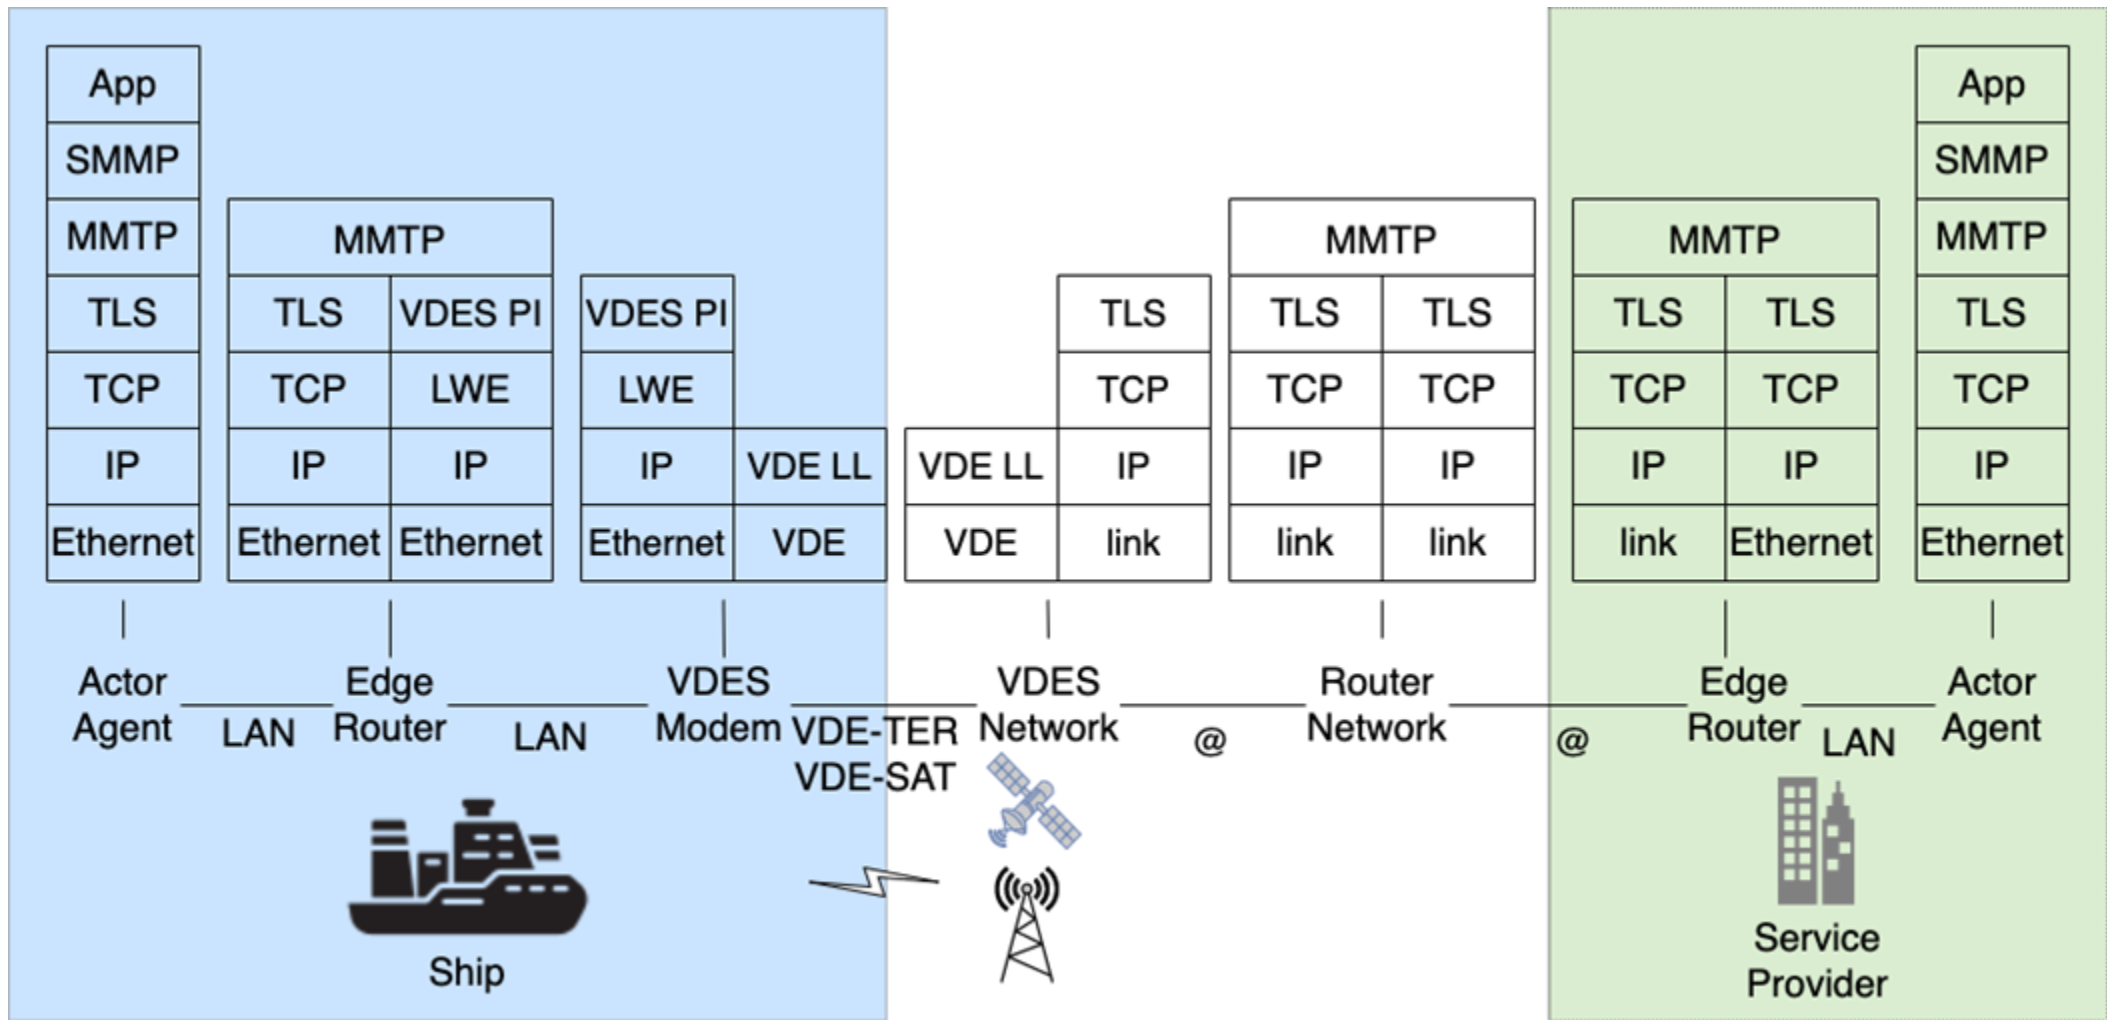 App
SMMP
MMTP
TLS
TCP
IP
Ethernet
MMTP
TLS VDES PI
TCP LWE
IP IP
Ethernet Ethernet
VDES PI
LWE
IP VDE LL
Ethernet VDE
TLS
TCP
VDE LL IP
VDE link
MMTP
TLS TLS
TCP TCP
IP IP
link link
MMTP
TLS TLS
TCP TCP
IP IP
link Ethernet
App
SMMP
MMTP
TLS
TCP
IP
Ethernet
Actor
Agent
LAN
Edge
Router
LAN
VDES
Modem
VDE-TER
VDE-SAT
VDES
Network
@
Router
Network
@
Edge
Router
LAN
Actor
Agent
Ship
Service
Provider